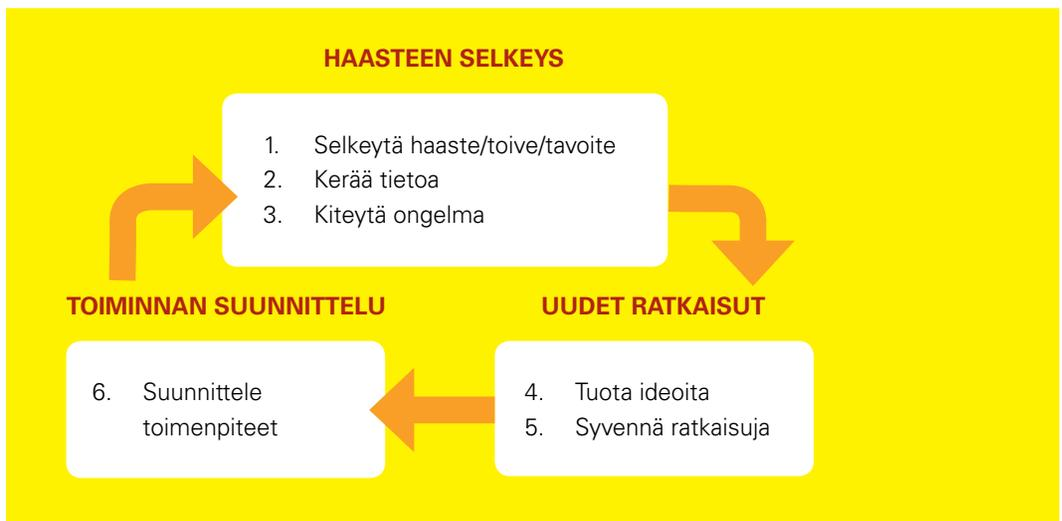 HAASTEEN SELKEYS
1. Selkeytä haaste/toive/tavoite
2. Kerää tietoa
3. Kiteytä ongelma
TOIMINNAN SUUNNITTELU
6. Suunnittele
toimenpiteet
UUDET RATKAISUT
4. Tuota ideoita
5. Syvennä ratkaisuja